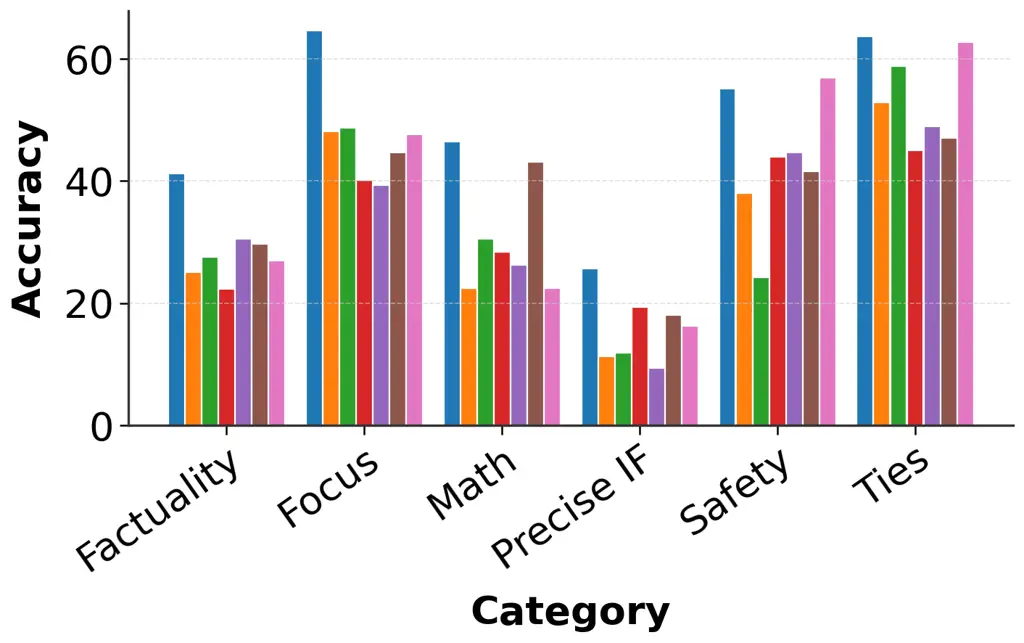 Accuracy
60
40
20
0
Factuality
Focus
Math
Precise IF
Safety
Ties
Category